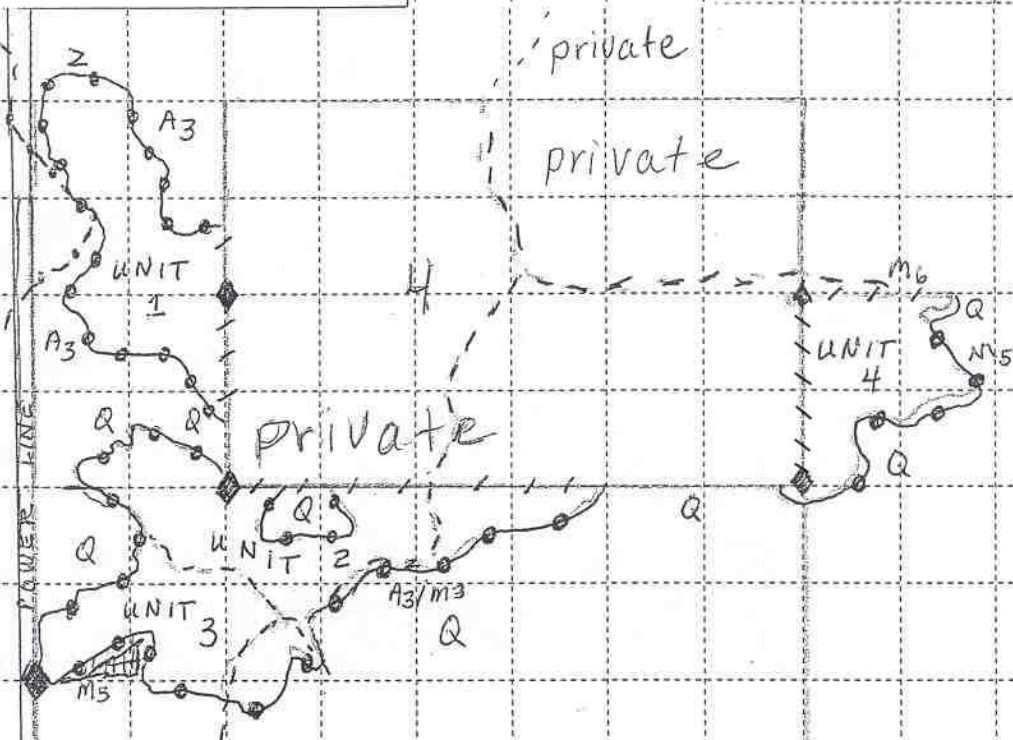 private
Z
A3
private
UNIT
1
4
M6
Q
A3
UNIT
4
M5
Q
Q
private
POWER LINE
Q
Q
Q
UNIT 2
Q
A3/M3
UNIT
3
Q
M5